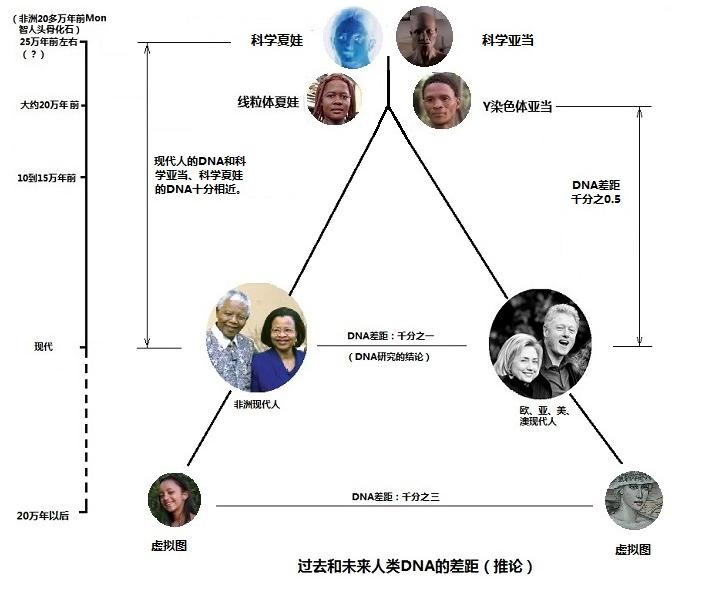 （非洲20多万年前Mon
智人头骨化石）
25万年前左右
（？）
科学夏娃
科学亚当
线粒体夏娃
Y染色体亚当
大约20万年前
10到15万年前
现代人的DNA和科
学亚当、科学夏娃
的DNA十分相近。
DNA差距
千分之0.5
现代
DNA差距：千分之一
（DNA研究的结论）
非洲现代人
欧、亚、美、
澳现代人
DNA差距：千分之三
20万年以后
虚拟图
虚拟图
过去和未来人类DNA的差距（推论）